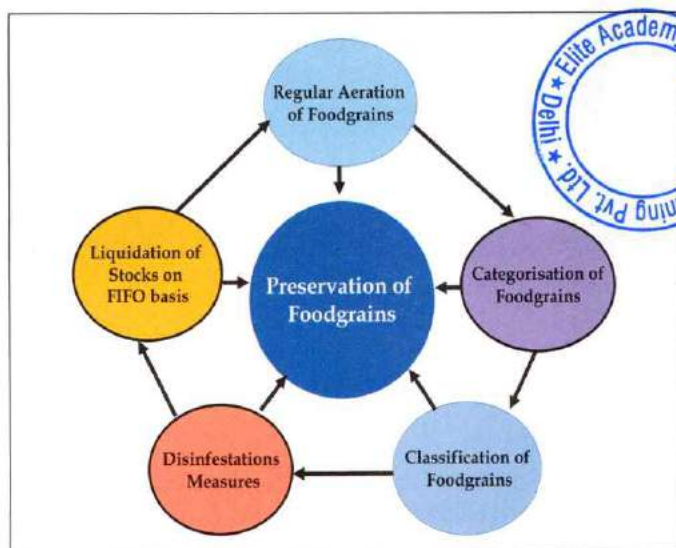 Regular Aeration
of Foodgrains
Liquidation of
Stocks on
FIFO basis
Preservation of
Foodgrains
Categorisation of
Foodgrains
Disinfestations
Measures
Classification of
Foodgrains
Elite Academ
ning Pvt. Ltd. ★ Delhi ★